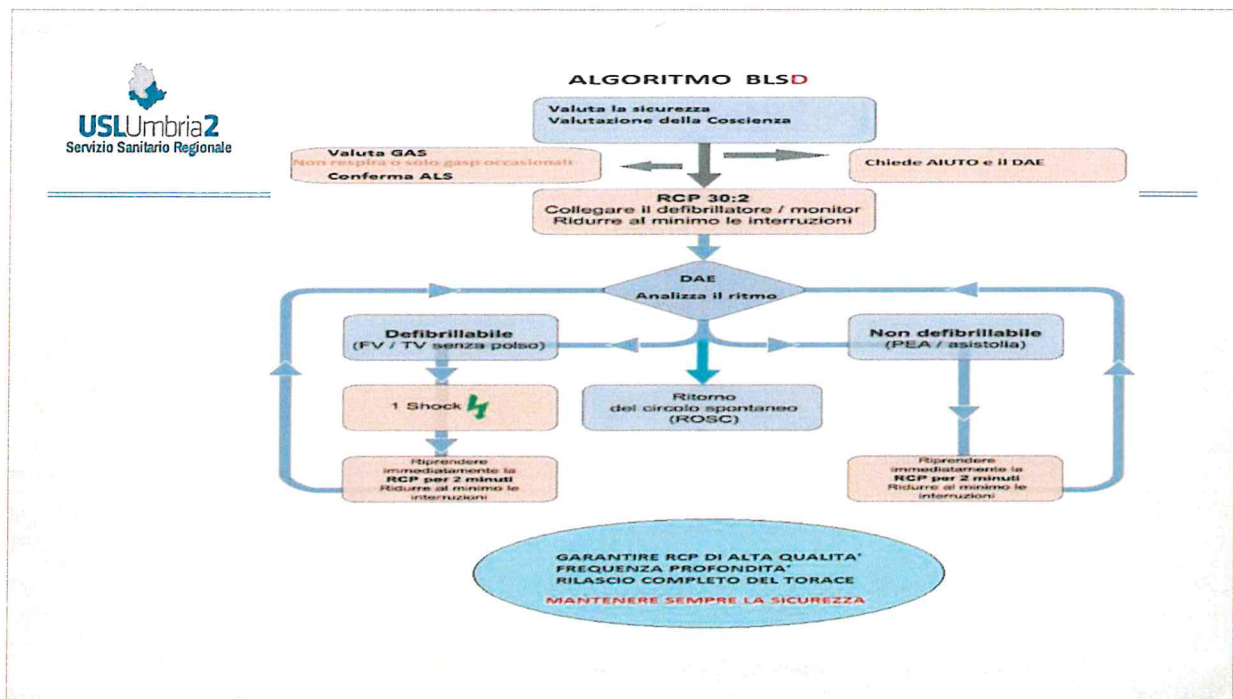 ALGORITMO BLSD
USLUmbria2
Servizio Sanitario Regionale
Valuta la sicurezza
Valutazione della Coscienza
Valuta GAS
Non respira o solo gasp occasionali
Conferma ALS
Chiede AIUTO e il DAE
RCP 30:2
Collegare il defibrillatore / monitor
Ridurre al minimo le interruzioni
DAE
Analizza il ritmo
Defibrillabile
(FV / TV senza polso)
Non defibrillabile
(PEA / asistolia)
1 Shock
Ritorno
del circolo spontaneo
(ROSC)
Riprendere
immediatamente la
RCP per 2 minuti
Ridurre al minimo le
interruzioni
Riprendere
immediatamente la
RCP per 2 minuti
Ridurre al minimo le
interruzioni
GARANTIRE RCP DI ALTA QUALITA'
FREQUENZA PROFONDITA'
RILASCIO COMPLETO DEL TORACE
MANTENERE SEMPRE LA SICUREZZA